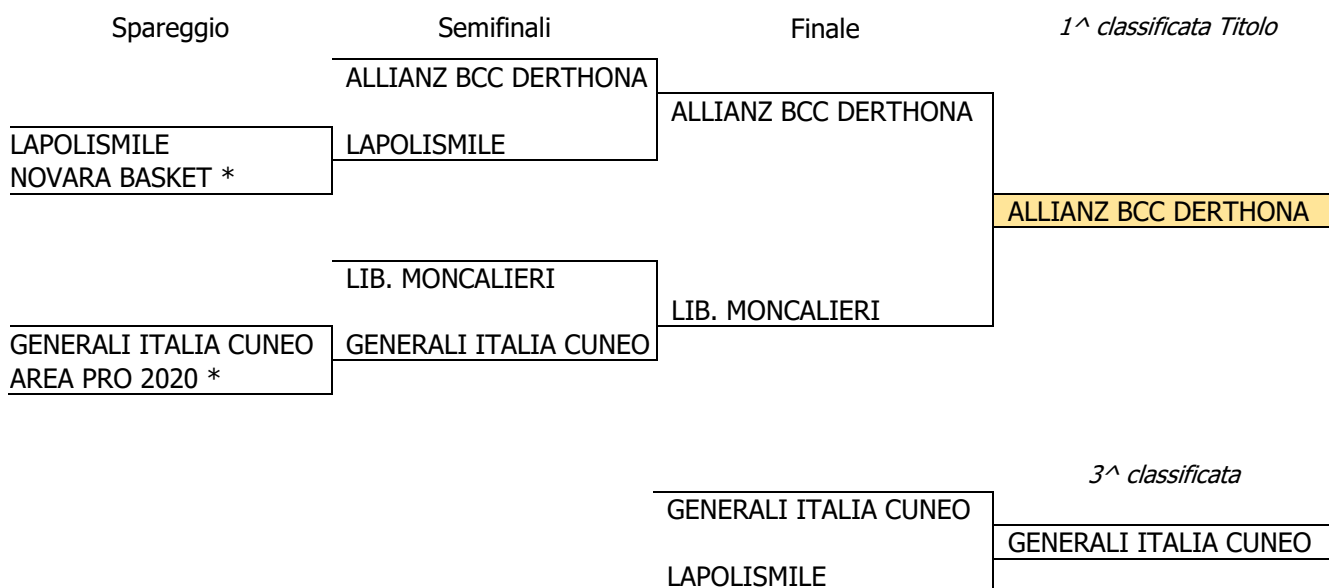 Spareggio Semifinali Finale 1^ classificata Titolo
ALLIANZ BCC DERTHONA
ALLIANZ BCC DERTHONA
LAPOLISMILE LAPOLISMILE
NOVARA BASKET *
ALLIANZ BCC DERTHONA
LIB. MONCALIERI
LIB. MONCALIERI
GENERALI ITALIA CUNEO GENERALI ITALIA CUNEO
AREA PRO 2020 *
3^ classificata
GENERALI ITALIA CUNEO
GENERALI ITALIA CUNEO
LAPOLISMILE